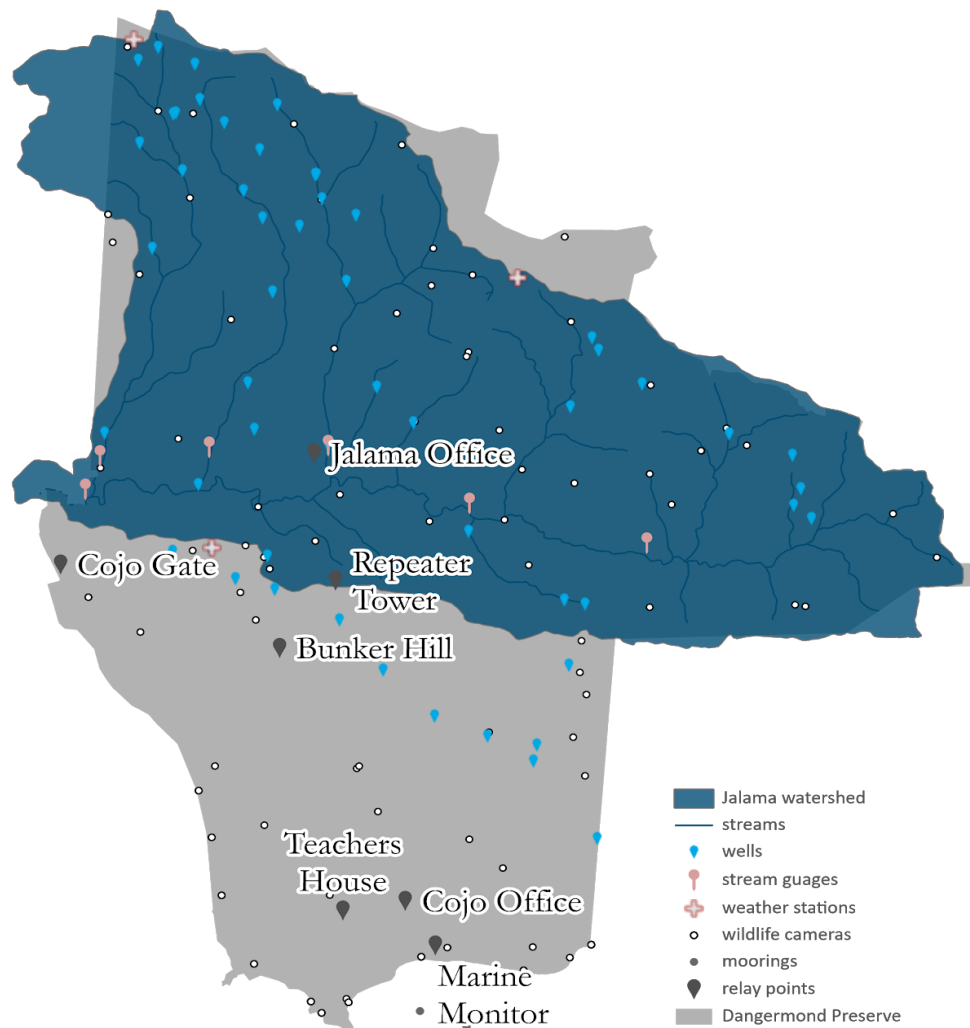 Jalama Office
Cojo Gate
Repeater
Tower
Bunker Hill
Teachers
House
Cojo Office
Marine
Monitor
Jalama watershed
streams
wells
stream guages
weather stations
wildlife cameras
moorings
relay points
Dangermond Preserve